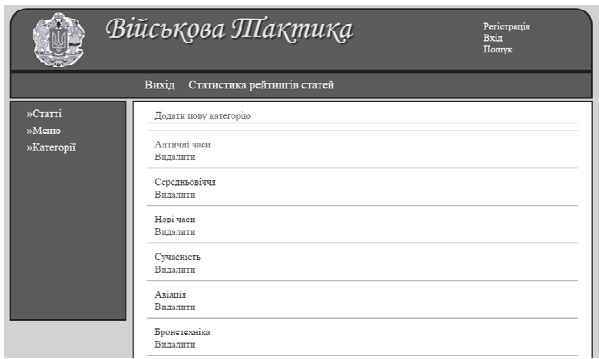 Військова Тактика
Регістрація
Вхід
Пошук
Вихід Статистика рейтингів статей
»Статті
»Меню
»Категорії
Додати нову категорію
Античні часи
Видалити
Середньовіччя
Видалити
Нові часи
Видалити
Сучасність
Видалити
Авіація
Видалити
Бронетехніка
Видалити